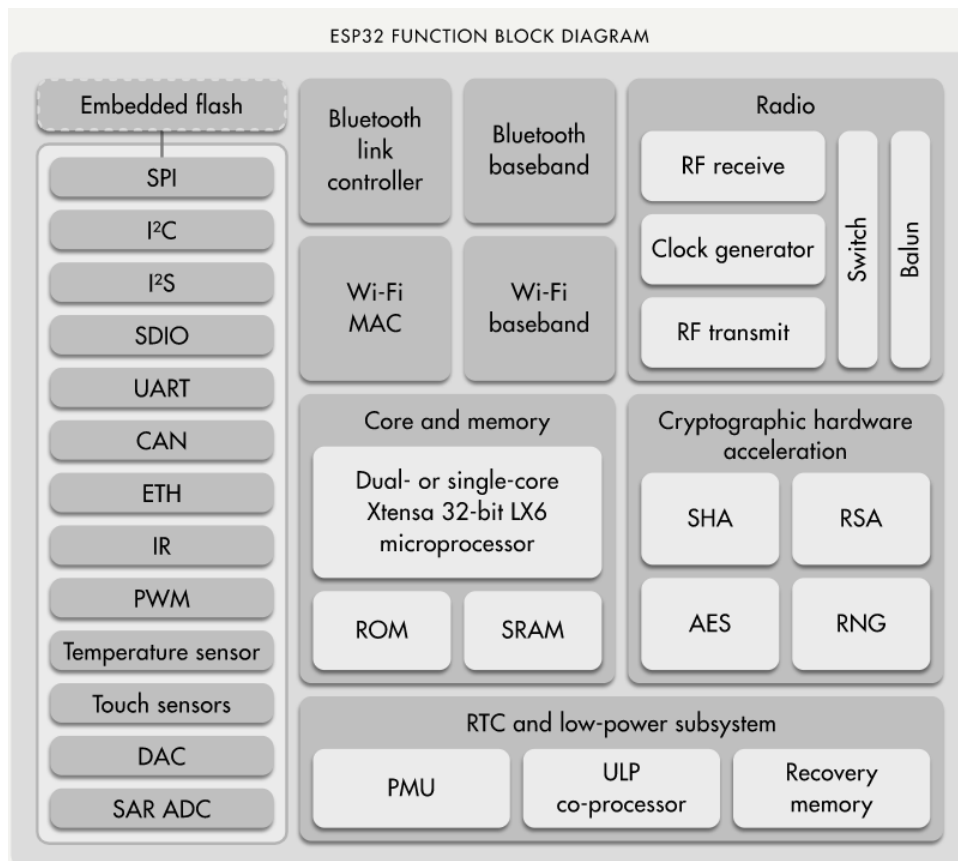 ESP32 FUNCTION BLOCK DIAGRAM
Embedded flash
SPI
I²C
I²S
SDIO
UART
CAN
ETH
IR
PWM
Temperature sensor
Touch sensors
DAC
SAR ADC
Bluetooth
link
controller
Bluetooth
baseband
Wi-Fi
MAC
Wi-Fi
baseband
Radio
RF receive
Clock generator
RF transmit
Switch
Balun
Core and memory
Dual- or single-core
Xtensa 32-bit LX6
microprocessor
ROM
SRAM
Cryptographic hardware
acceleration
SHA
RSA
AES
RNG
RTC and low-power subsystem
PMU
ULP
co-processor
Recovery
memory